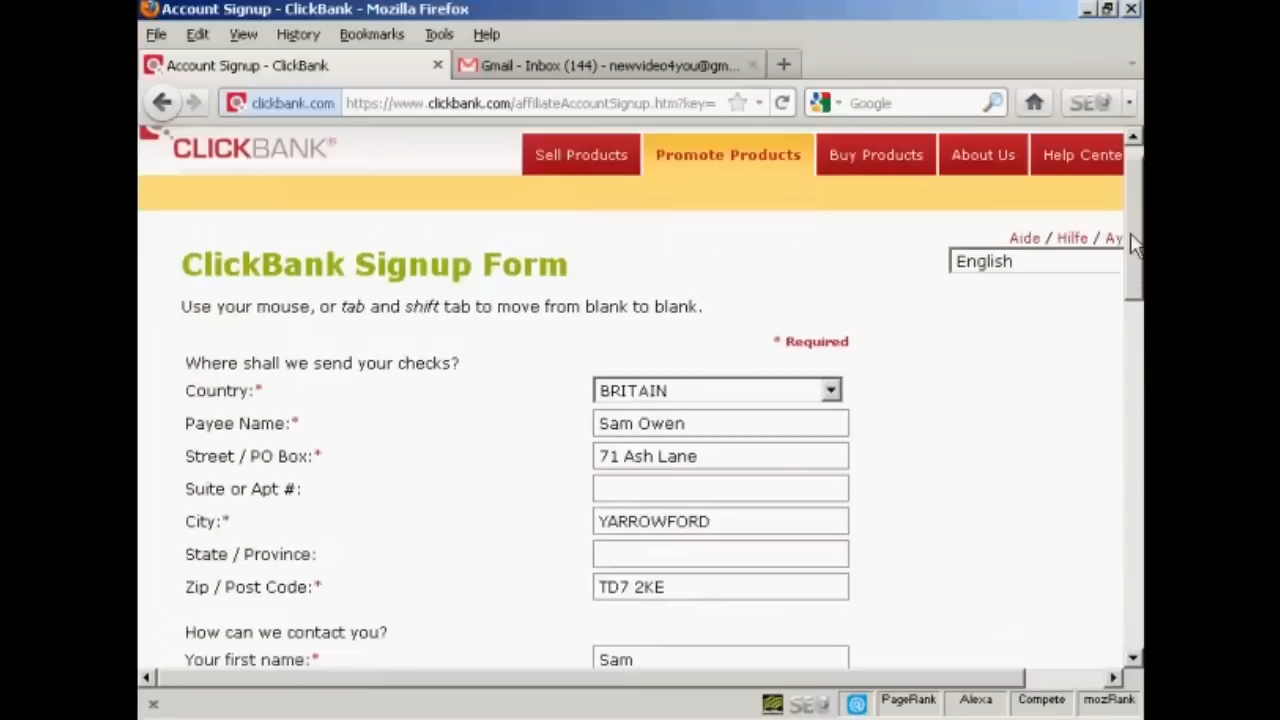 Account Signup - ClickBank - Mozilla Firefox
File Edit View History Bookmarks Tools Help
Account Signup - ClickBank
Gmail - Inbox (144) - newvideo4you@gm...
clickbank.com https://www.clickbank.com/affiliateAccountSignup.htm?key= Google SEO
CLICKBANK®
Sell Products Promote Products Buy Products About Us Help Cente
Aide / Hilfe / Ay
English
ClickBank Signup Form
Use your mouse, or tab and shift tab to move from blank to blank.
* Required
Where shall we send your checks?
Country:* BRITAIN
Payee Name:* Sam Owen
Street / PO Box:* 71 Ash Lane
Suite or Apt #:
City:* YARROWFORD
State / Province:
Zip / Post Code:* TD7 2KE
How can we contact you?
Your first name:* Sam
SEO @ PageRank Alexa Compete mozRank